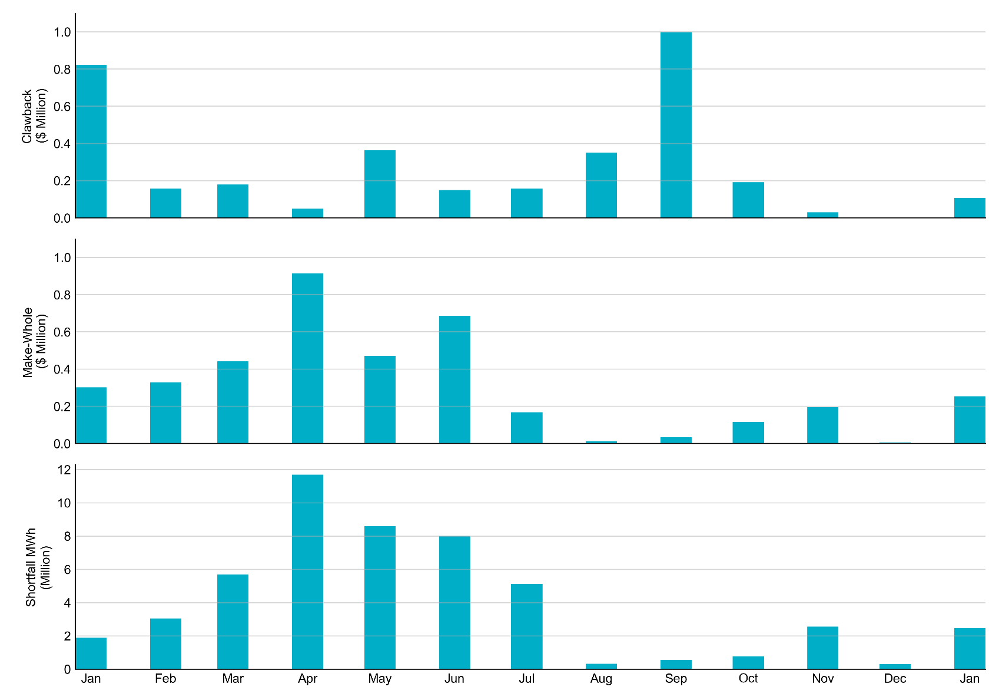 Clawback
($ Million)
1.0
0.8
0.6
0.4
0.2
0.0
Make-Whole
($ Million)
1.0
0.8
0.6
0.4
0.2
0.0
Shortfall MWh
(Million)
12
10
8
6
4
2
0
Jan Feb Mar Apr May Jun Jul Aug Sep Oct Nov Dec Jan